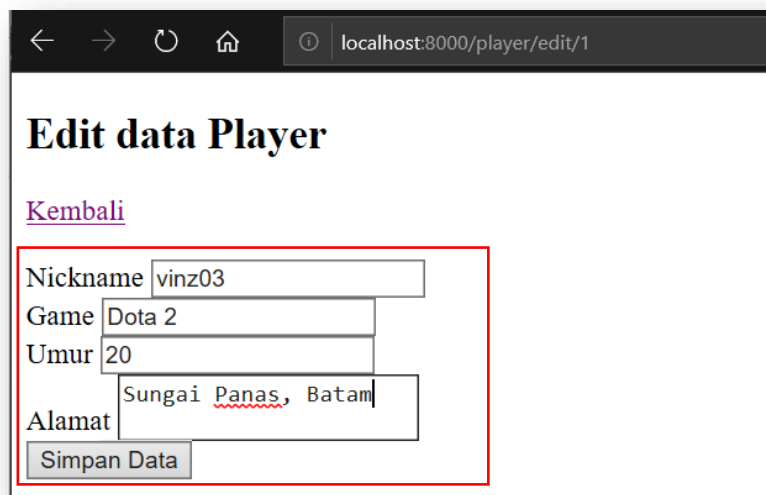 localhost:8000/player/edit/1
Edit data Player
Kembali
Nickname vinz03
Game Dota 2
Umur 20
Sungai Panas, Batam
Alamat
Simpan Data